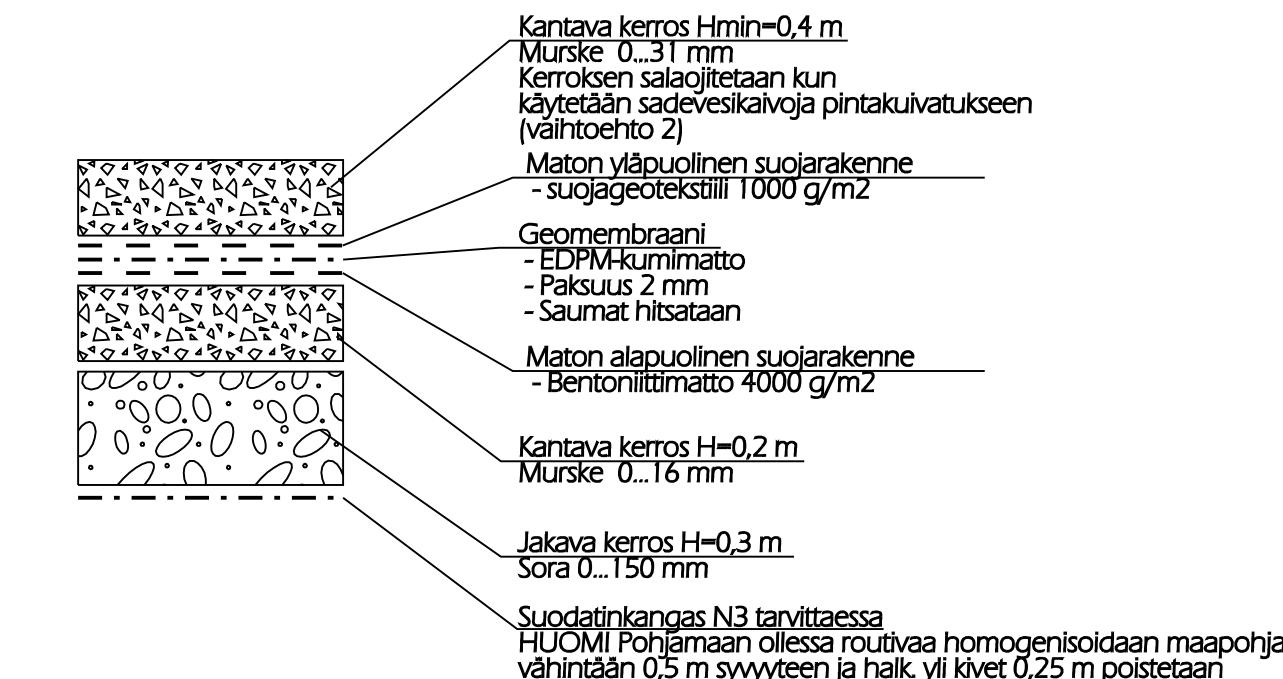 Kantava kerros Hmin=0,4 m
Murske 0...31 mm
Kerroksen salaojitetaan kun
käytetään sadevesikaivoja pintakuivatukseen
(vaihtoehto 2)
Maton yläpuolinen suojarakenne
- suojageotekstiili 1000 g/m2
Geomembraani
- EDPM-kumimatto
- Paksuus 2 mm
- Saumat hitsataan
Maton alapuolinen suojarakenne
- Bentoniittimatto 4000 g/m2
Kantava kerros H=0,2 m
Murske 0...16 mm
Jakava kerros H=0,3 m
Sora 0...150 mm
Suodatinkangas N3 tarvittaessa
HUOM! Pohjamaan ollessa routivaa homogenisoidaan maapohja
vähintään 0,5 m syvyyteen ja halk. yli kivet 0,25 m poistetaan